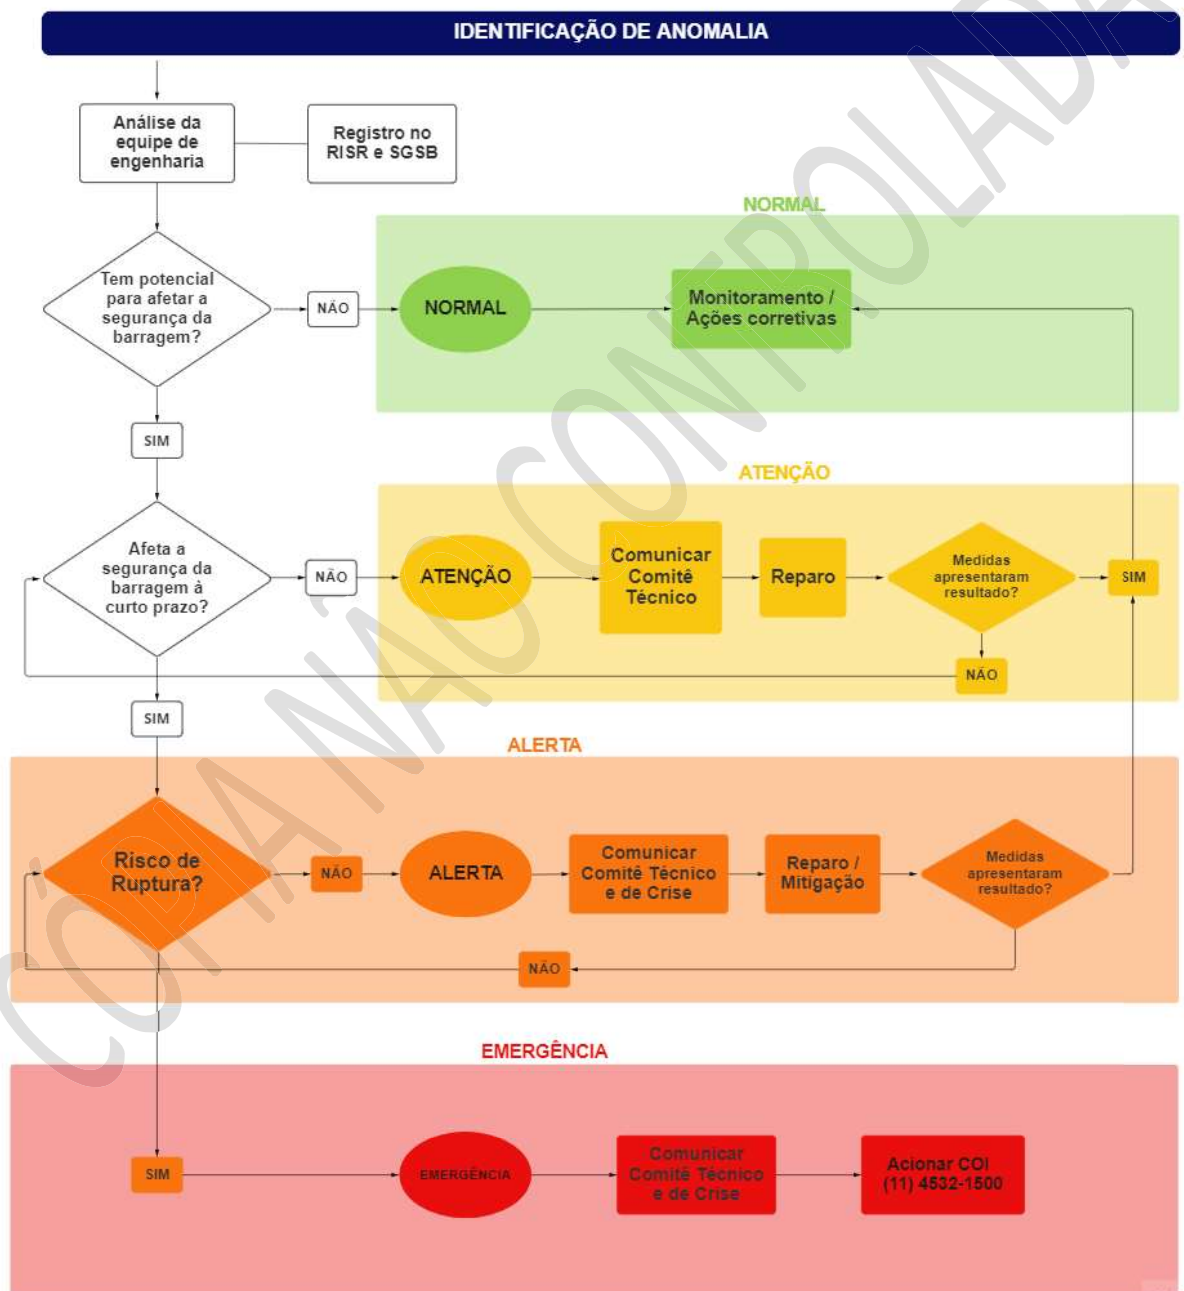 IDENTIFICAÇÃO DE ANOMALIA
Análise da
equipe de
engenharia
Registro no
RISR e SGSB
NORMAL
Tem potencial
para afetar a
segurança da
barragem?
NÃO
NORMAL
Monitoramento /
Ações corretivas
SIM
ATENÇÃO
Afeta a
segurança da
barragem à
curto prazo?
NÃO
ATENÇÃO
Comunicar
Comitê
Técnico
Reparo
Medidas
apresentaram
resultado?
SIM
NÃO
SIM
ALERTA
Risco de
Ruptura?
NÃO
ALERTA
Comunicar
Comitê Técnico
e de Crise
Reparo /
Mitigação
Medidas
apresentaram
resultado?
NÃO
EMERGÊNCIA
SIM
EMERGÊNCIA
Comunicar
Comitê Técnico
e de Crise
Acionar COI
(11) 4532-1500
CÓPIA NÃO CONTROLADA